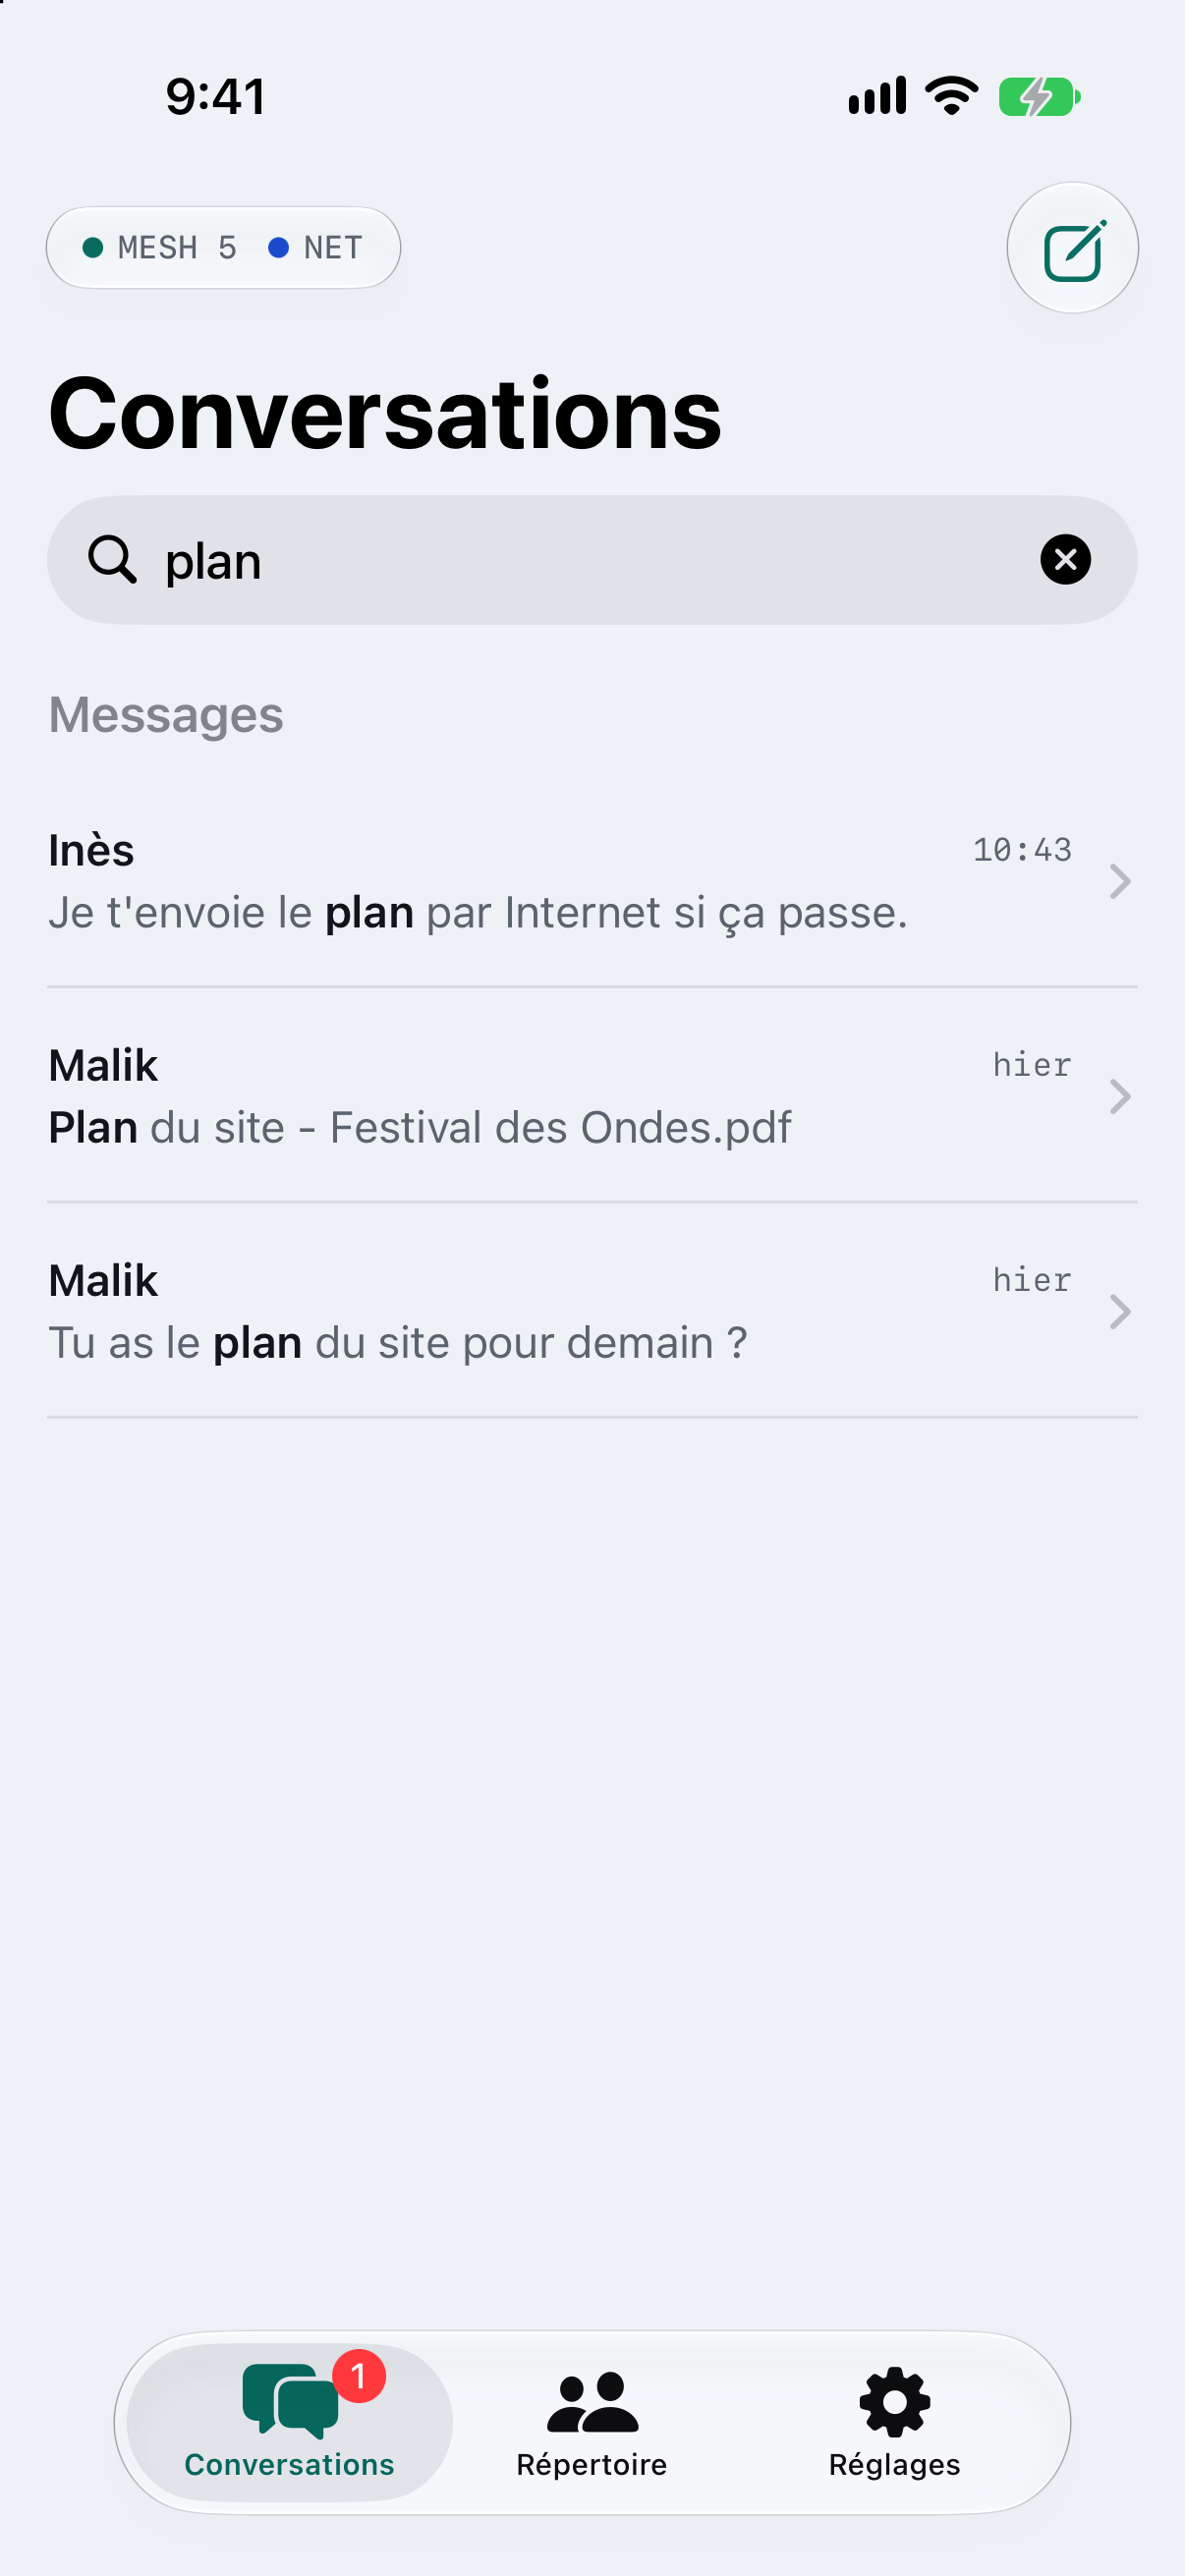 9:41
MESH 5 NET
Conversations
plan
Messages
Inès 10:43
Je t'envoie le plan par Internet si ça passe.
Malik hier
Plan du site - Festival des Ondes.pdf
Malik hier
Tu as le plan du site pour demain ?
1
Conversations Répertoire Réglages